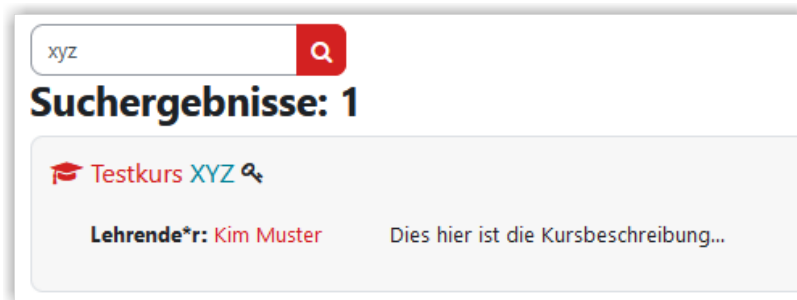 xyz
Suchergebnisse: 1
Testkurs XYZ
Lehrende*r: Kim Muster Dies hier ist die Kursbeschreibung...